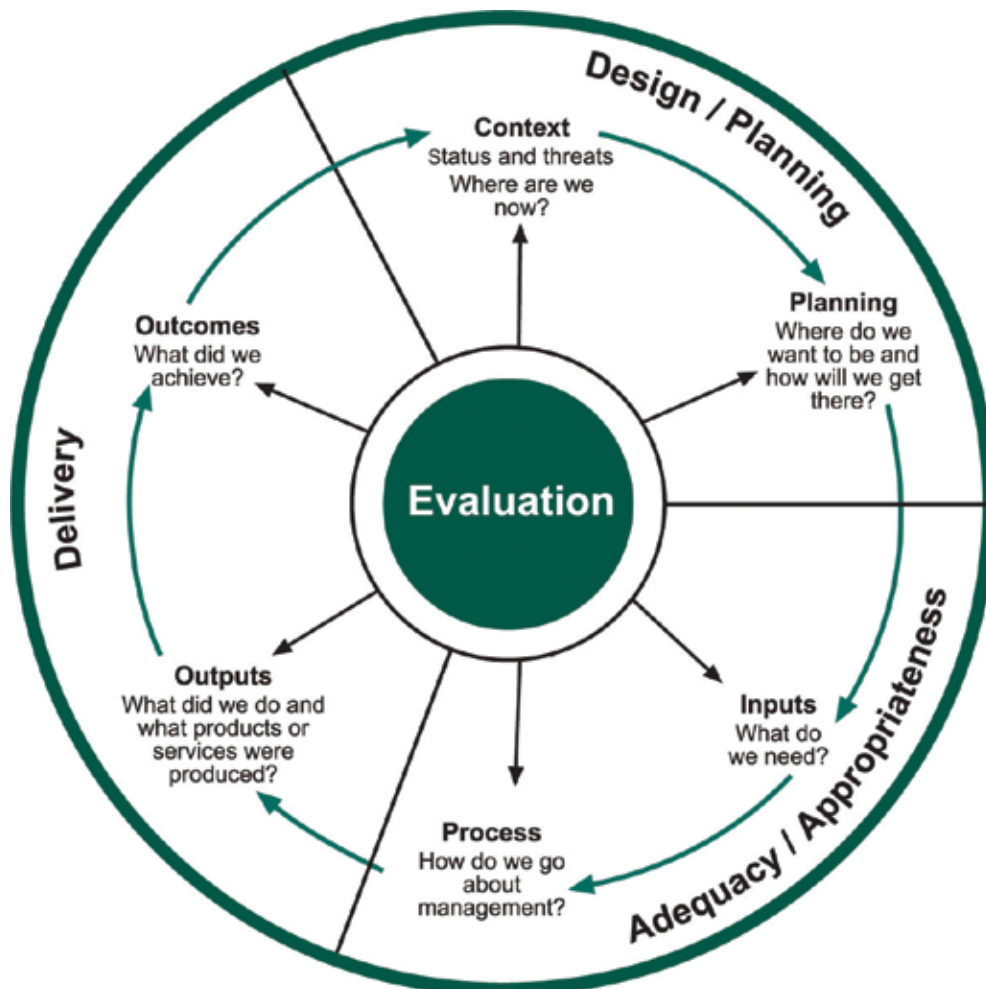 Design / Planning
Context
Status and threats
Where are we
now?
Planning
Where do we
want to be and
how will we get
there?
Outcomes
What did we
achieve?
Delivery
Evaluation
Adequacy / Appropriateness
Inputs
What do
we need?
Outputs
What did we do and
what products or
services were
produced?
Process
How do we go
about
management?